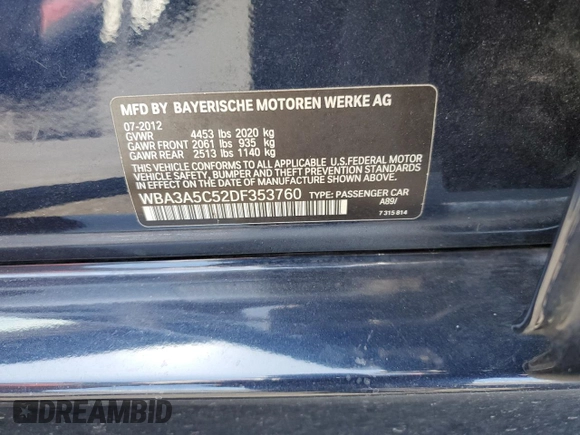 MFD BY BAYERISCHE MOTOREN WERKE AG
07-2012
GVWR 4453 lbs 2020 kg
GAWR FRONT 2061 lbs 935 kg
GAWR REAR 2513 lbs 1140 kg
THIS VEHICLE CONFORMS TO ALL APPLICABLE U.S.FEDERAL MOTOR
VEHICLE SAFETY, BUMPER AND THEFT PREVENTION STANDARDS
IN EFFECT ON THE DATE OF MANUFACTURE SHOWN ABOVE.
WBA3A5C52DF353760 TYPE: PASSENGER CAR
A89/
7 315 814
DREAMBID